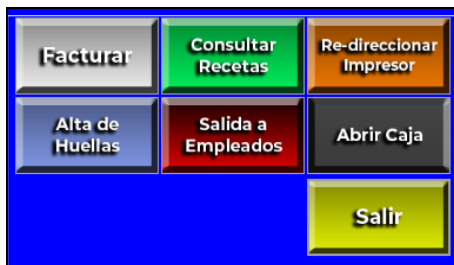 Facturar
Consultar
Recetas
Re-direccionar
Impresor
Alta de
Huellas
Salida a
Empleados
Abrir Caja
Salir